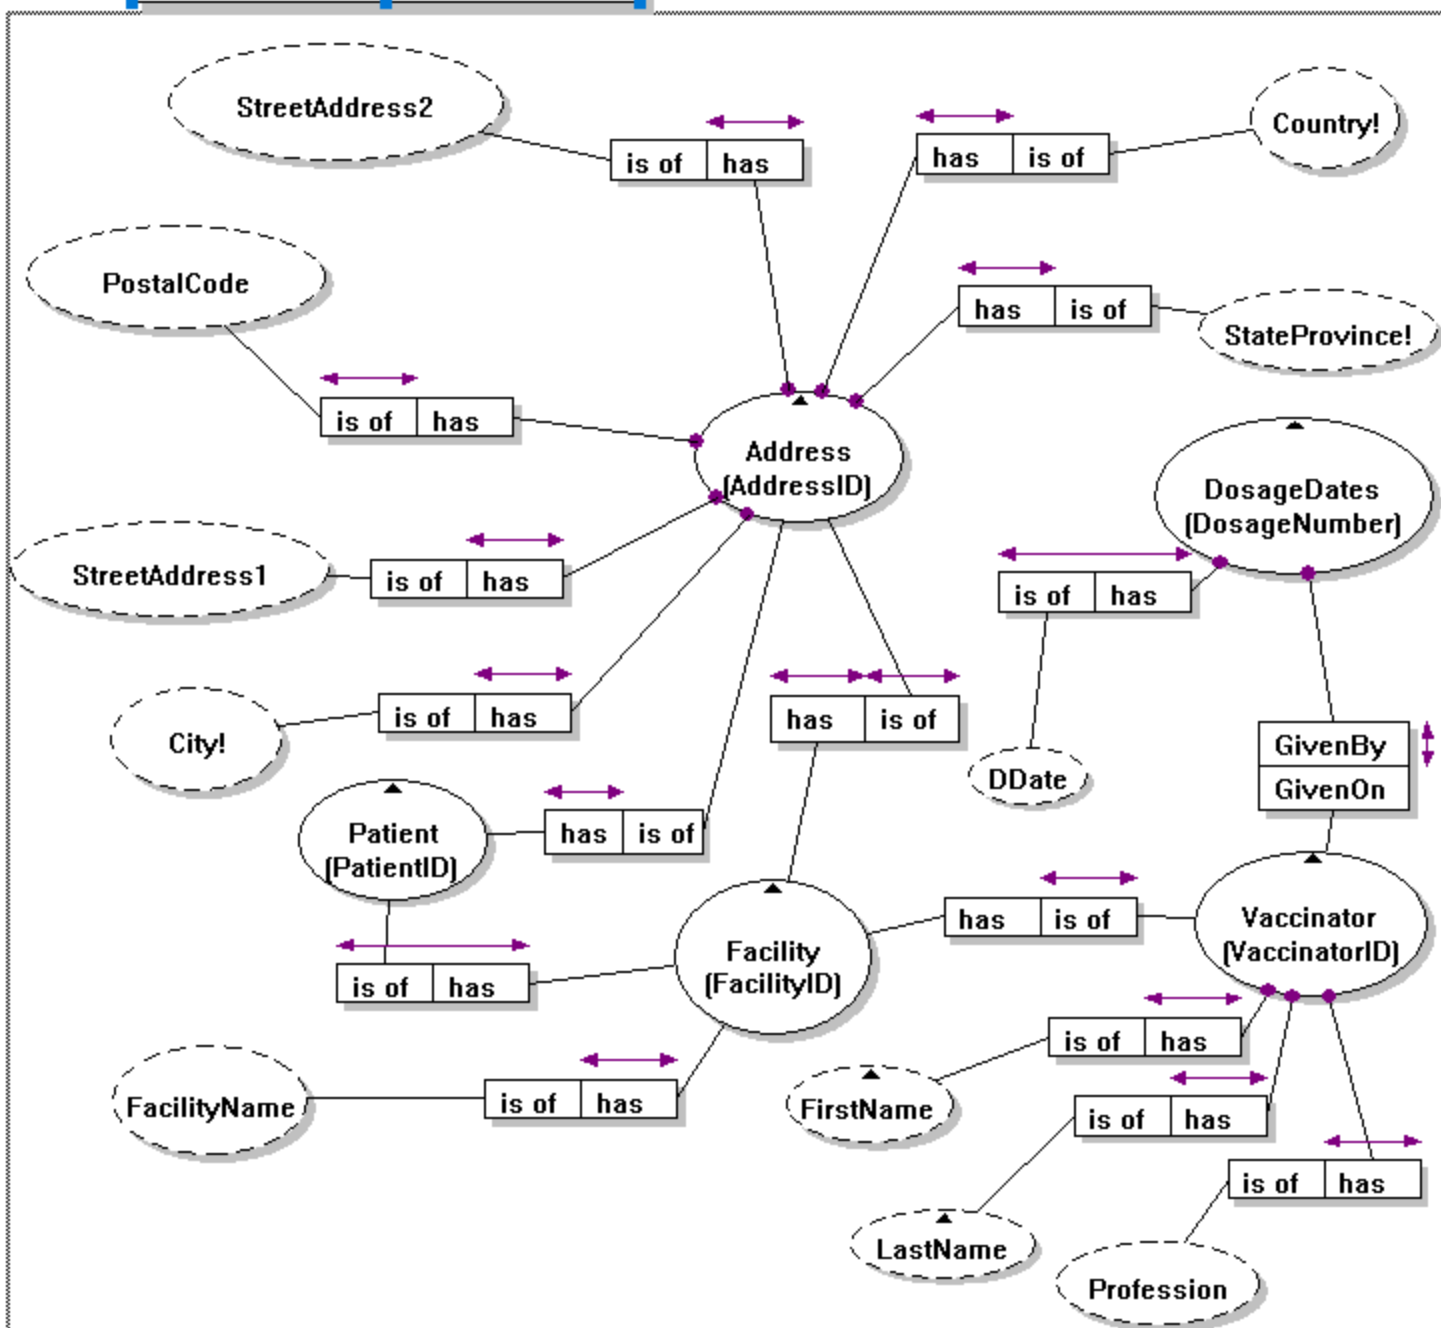 StreetAddress2
Country!
is of has
has is of
PostalCode
has is of
StateProvince!
is of has
Address
(AddressID)
DosageDates
(DosageNumber)
StreetAddress1
is of has
is of has
City!
is of has
has is of
GivenBy
GivenOn
DDate
Patient
(PatientID)
has is of
Facility
(FacilityID)
has is of
Vaccinator
(VaccinatorID)
is of has
is of has
FirstName
FacilityName
is of has
is of has
is of has
LastName
Profession